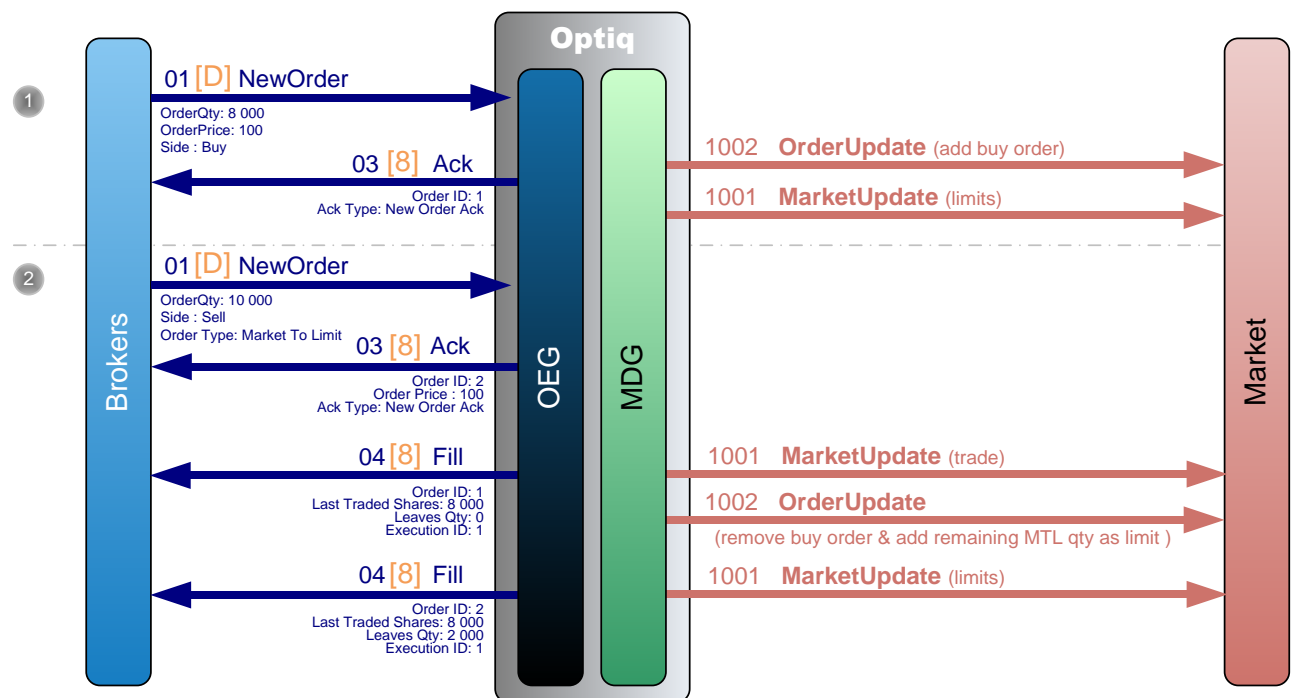 Optiq
1
01 [D] NewOrder
OrderQty: 8 000
OrderPrice: 100
Side : Buy
03 [8] Ack
Order ID: 1
Ack Type: New Order Ack
1002 OrderUpdate (add buy order)
1001 MarketUpdate (limits)
2
01 [D] NewOrder
OrderQty: 10 000
Side : Sell
Order Type: Market To Limit
03 [8] Ack
Order ID: 2
Order Price : 100
Ack Type: New Order Ack
04 [8] Fill
Order ID: 1
Last Traded Shares: 8 000
Leaves Qty: 0
Execution ID: 1
1001 MarketUpdate (trade)
1002 OrderUpdate
(remove buy order & add remaining MTL qty as limit )
04 [8] Fill
Order ID: 2
Last Traded Shares: 8 000
Leaves Qty: 2 000
Execution ID: 1
1001 MarketUpdate (limits)
Brokers
OEG
MDG
Market